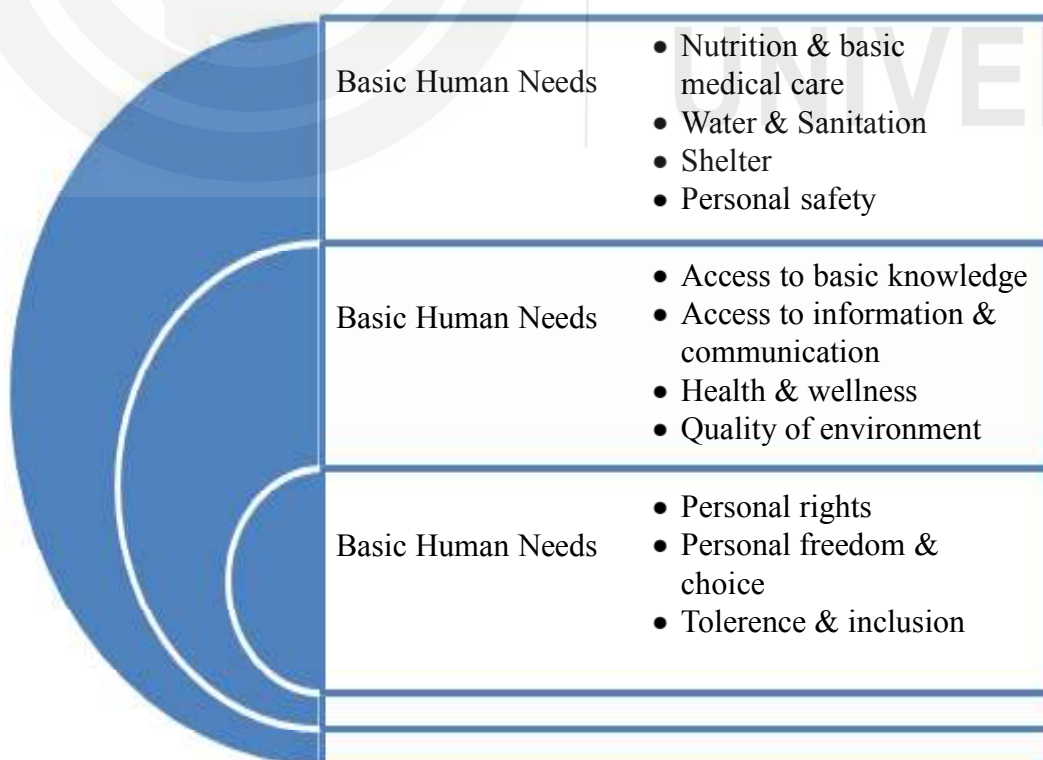 UNIVE
Basic Human Needs
• Nutrition & basic
medical care
• Water & Sanitation
• Shelter
• Personal safety
Basic Human Needs
• Access to basic knowledge
• Access to information &
communication
• Health & wellness
• Quality of environment
Basic Human Needs
• Personal rights
• Personal freedom &
choice
• Tolerence & inclusion